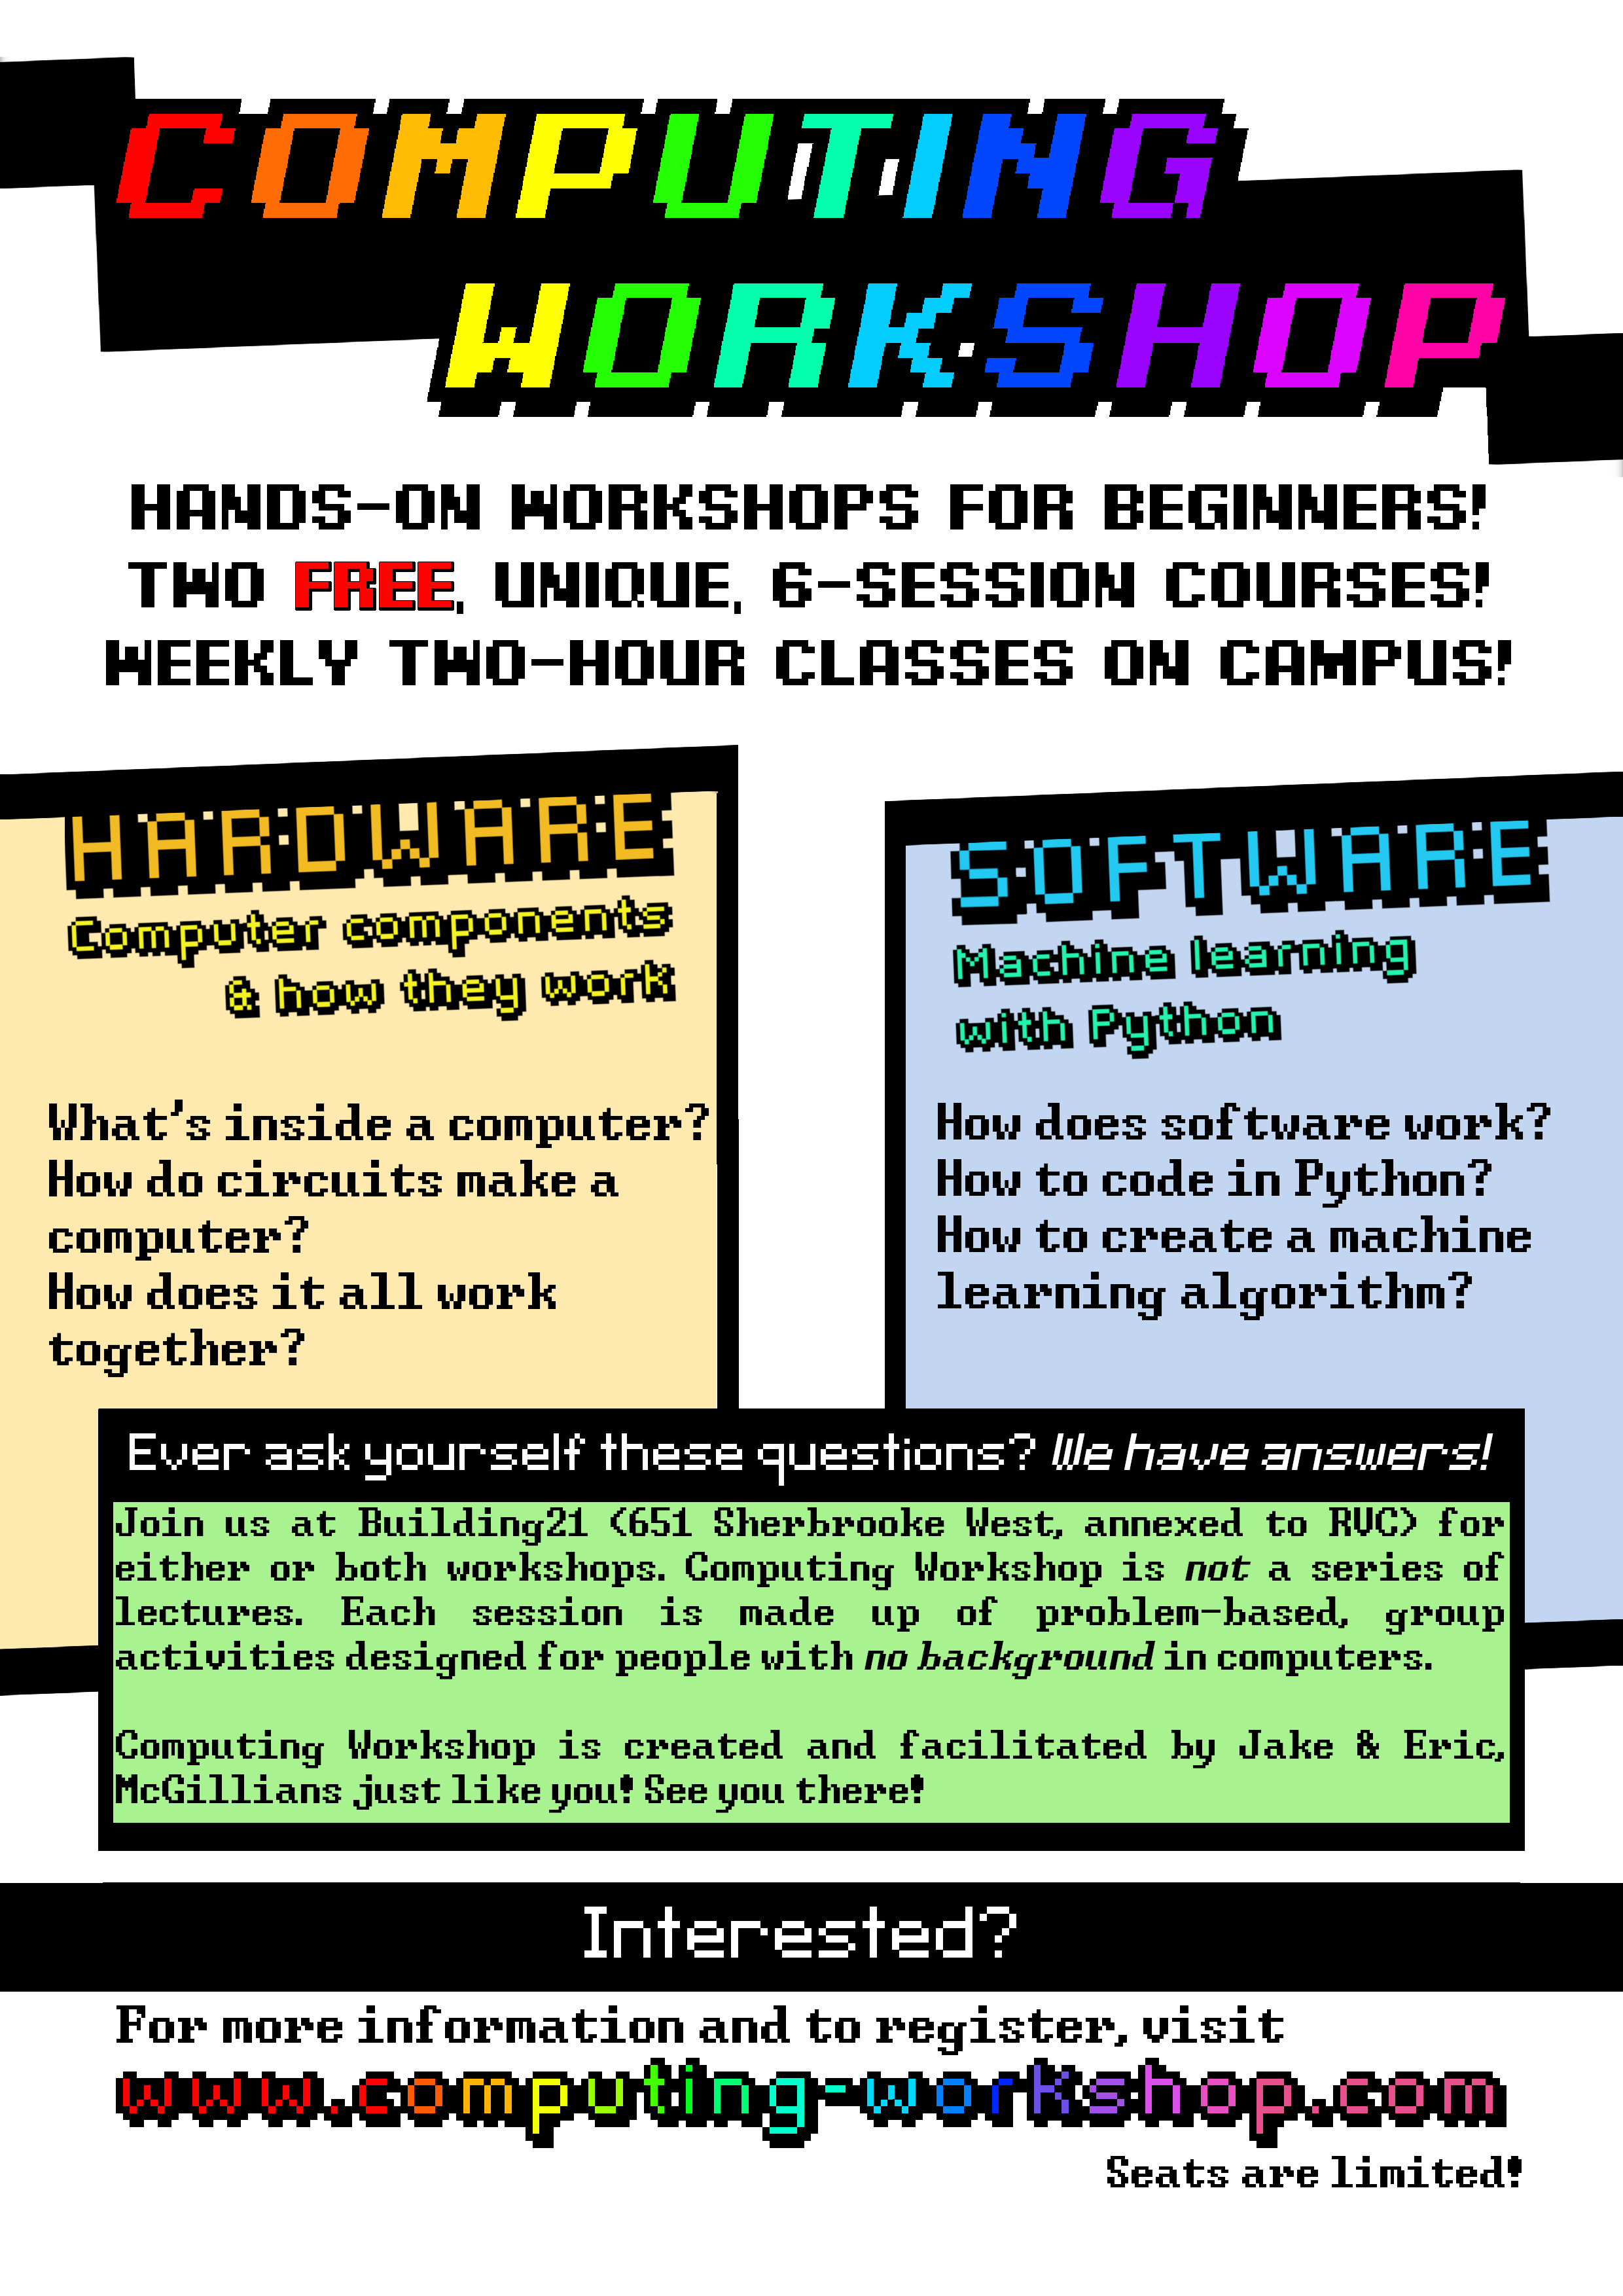 COMPUTING
WORKSHOP
HANDS-ON WORKSHOPS FOR BEGINNERS!
TWO FREE, UNIQUE, 6-SESSION COURSES!
WEEKLY TWO-HOUR CLASSES ON CAMPUS!
HARDWARE
Computer components
& how they work
What's inside a computer?
How do circuits make a
computer?
How does it all work
together?
SOFTWARE
Machine learning
with Python
How does software work?
How to code in Python?
How to create a machine
learning algorithm?
Ever ask yourself these questions? We have answers!
Join us at Building21 (651 Sherbrooke West, annexed to RVC) for
either or both workshops. Computing Workshop is not a series of
lectures. Each session is made up of problem-based, group
activities designed for people with no background in computers.
Computing Workshop is created and facilitated by Jake & Eric,
McGillians just like you! See you there!
Interested?
For more information and to register, visit
www.computing-workshop.com
Seats are limited!